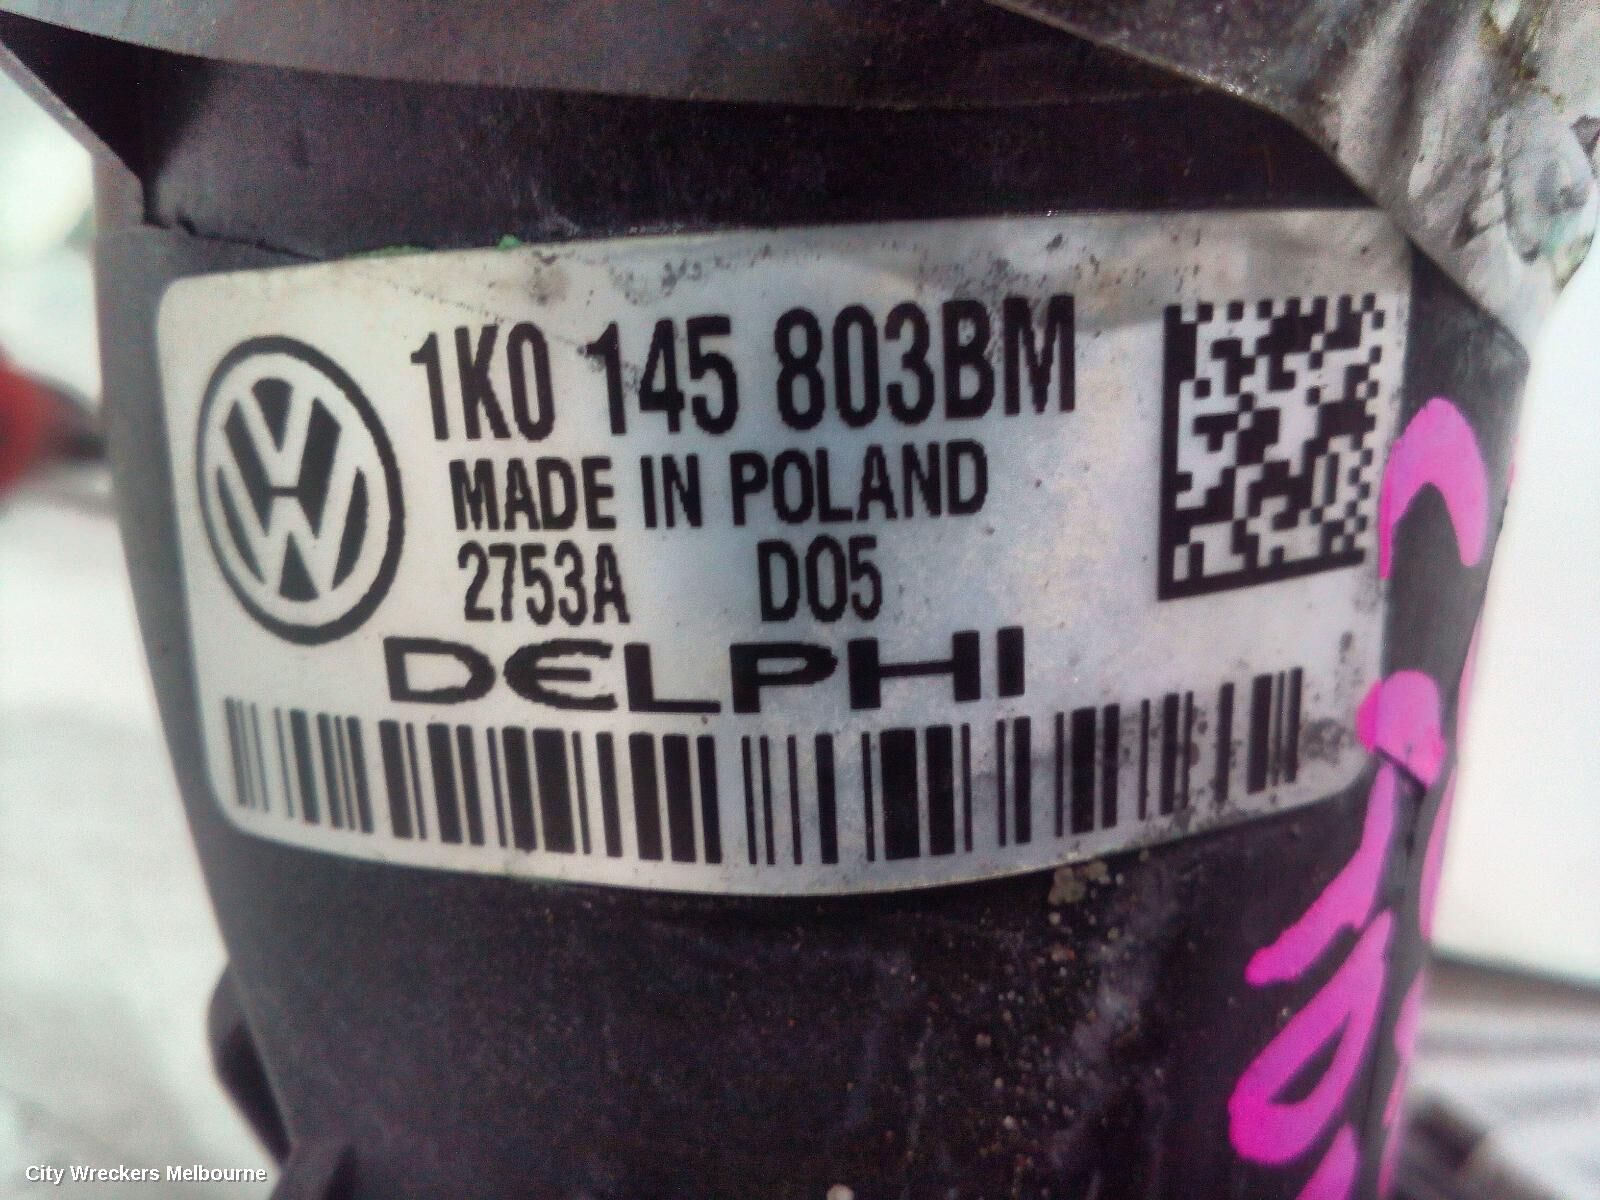 1K0 145 803BM
MADE IN POLAND
2753A D05
DELPHI
City Wreckers Melbourne